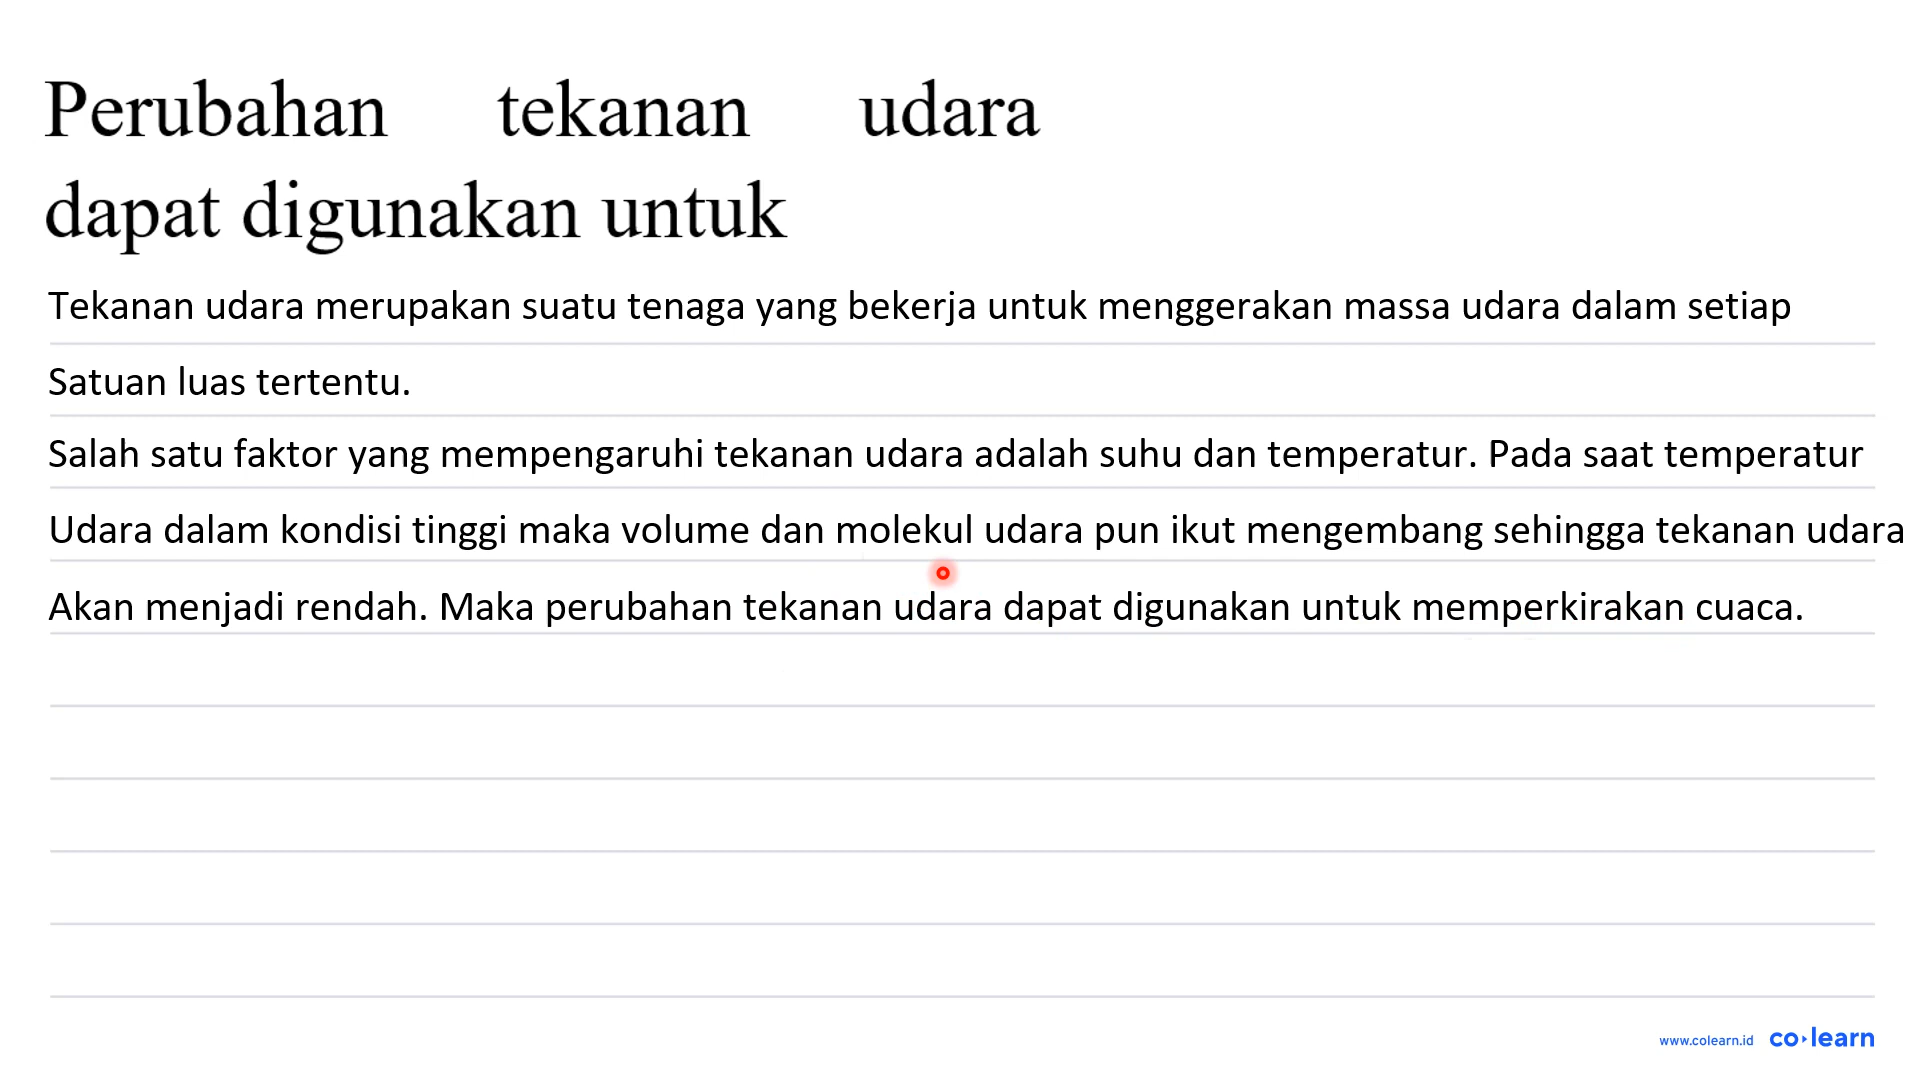 Perubahan tekanan udara
dapat digunakan untuk
Tekanan udara merupakan suatu tenaga yang bekerja untuk menggerakan massa udara dalam setiap
Satuan luas tertentu.
Salah satu faktor yang mempengaruhi tekanan udara adalah suhu dan temperatur. Pada saat temperatur
Udara dalam kondisi tinggi maka volume dan molekul udara pun ikut mengembang sehingga tekanan udara
Akan menjadi rendah. Maka perubahan tekanan udara dapat digunakan untuk memperkirakan cuaca.
www.colearn.id co·learn